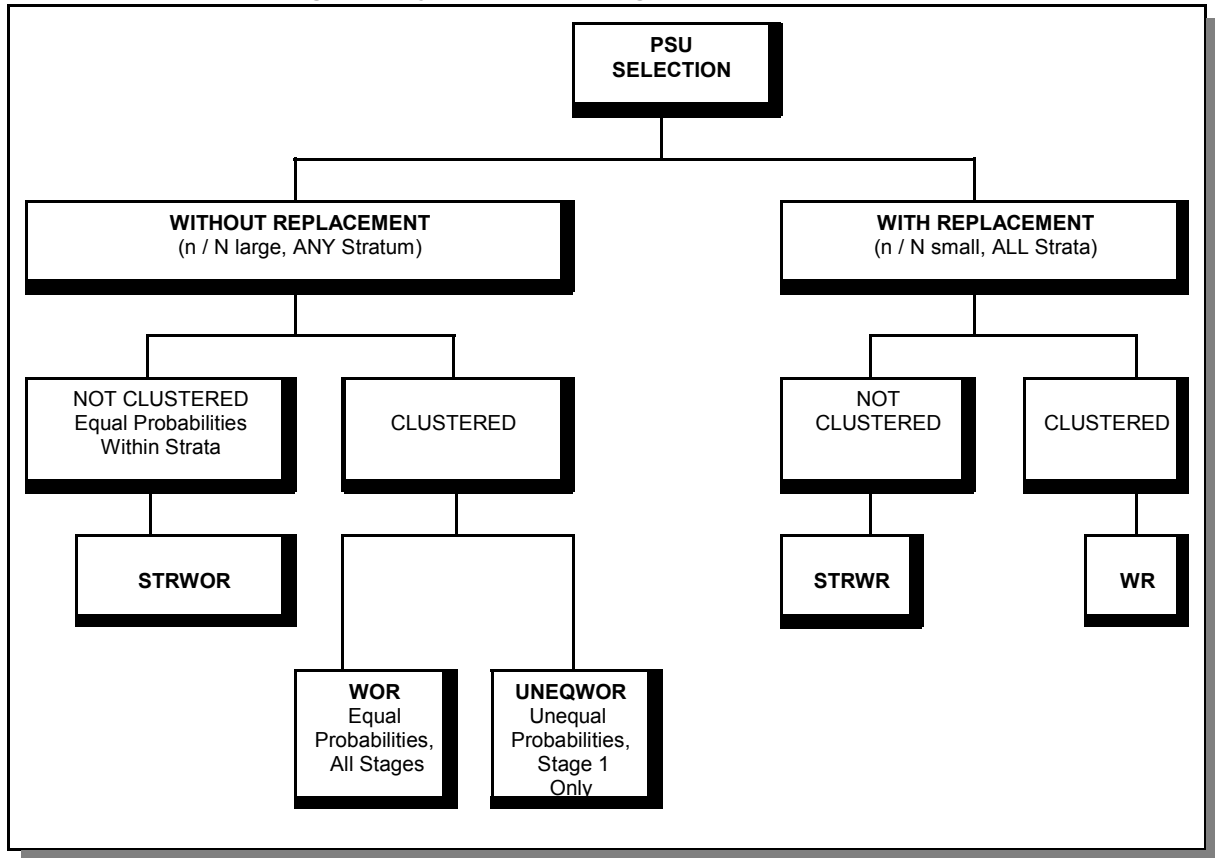 PSU
SELECTION
WITHOUT REPLACEMENT
(n / N large, ANY Stratum)
WITH REPLACEMENT
(n / N small, ALL Strata)
NOT CLUSTERED
Equal Probabilities
Within Strata
CLUSTERED
NOT
CLUSTERED
CLUSTERED
STRWOR
STRWR
WR
WOR
Equal
Probabilities,
All Stages
UNEQWOR
Unequal
Probabilities,
Stage 1
Only